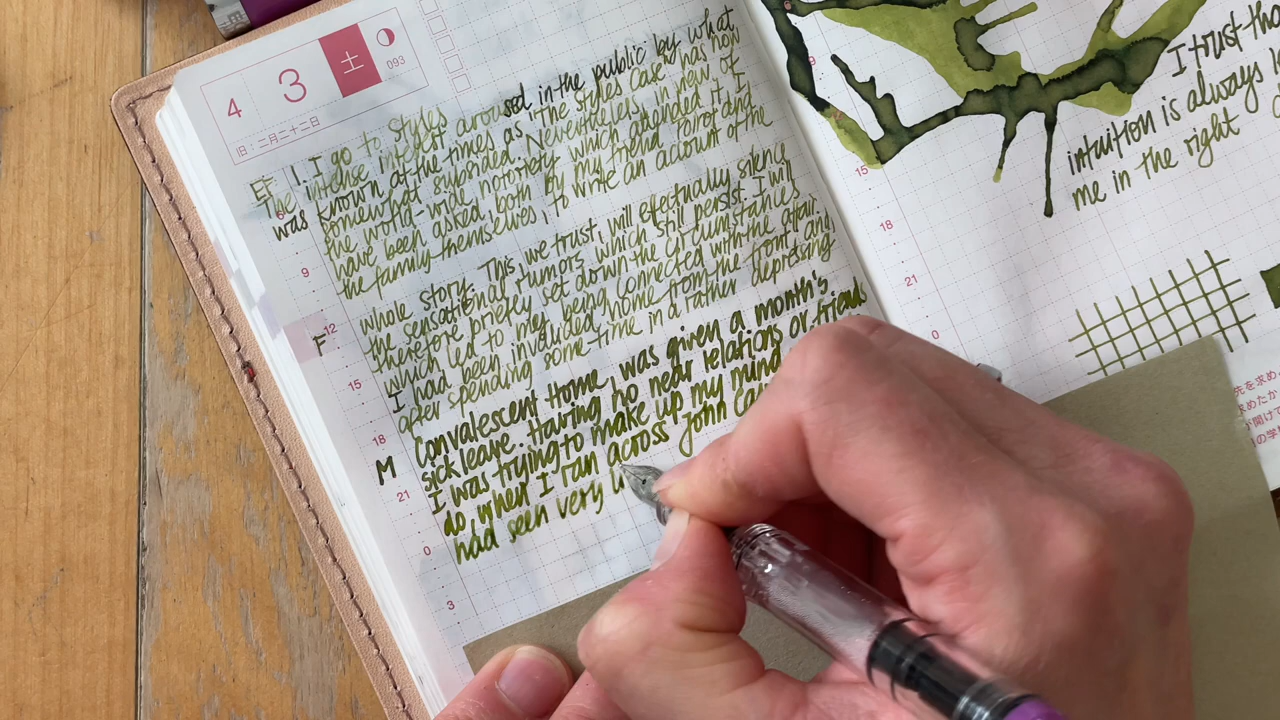 4 3 土
093
旧:二月二十二日
EF 1. I go to Styles
The intense interest aroused in the public by what
was known at the times as "The Styles Case" has now
somewhat subsided. Nevertheless, in view of
the world-wide notoriety which attended it, I
have been asked, both by my friend Poirot and
the family themselves, to write an account of the
whole story. This, we trust, will effectually silence
the sensational rumors which still persist. I will
therefore briefly set down the circumstances
which led to my being connected with the affair.
I had been invalided home from the front, and
after spending some time in a rather depressing
Convalescent Home, was given a month's
sick leave. Having no near relations or friends
I was trying to make up my mind
do, when I ran across John Ca
had seen very
F
M
9
12
15
18
21
0
3
I trust tha
intuition is always
me in the right
9
15
18
21
0